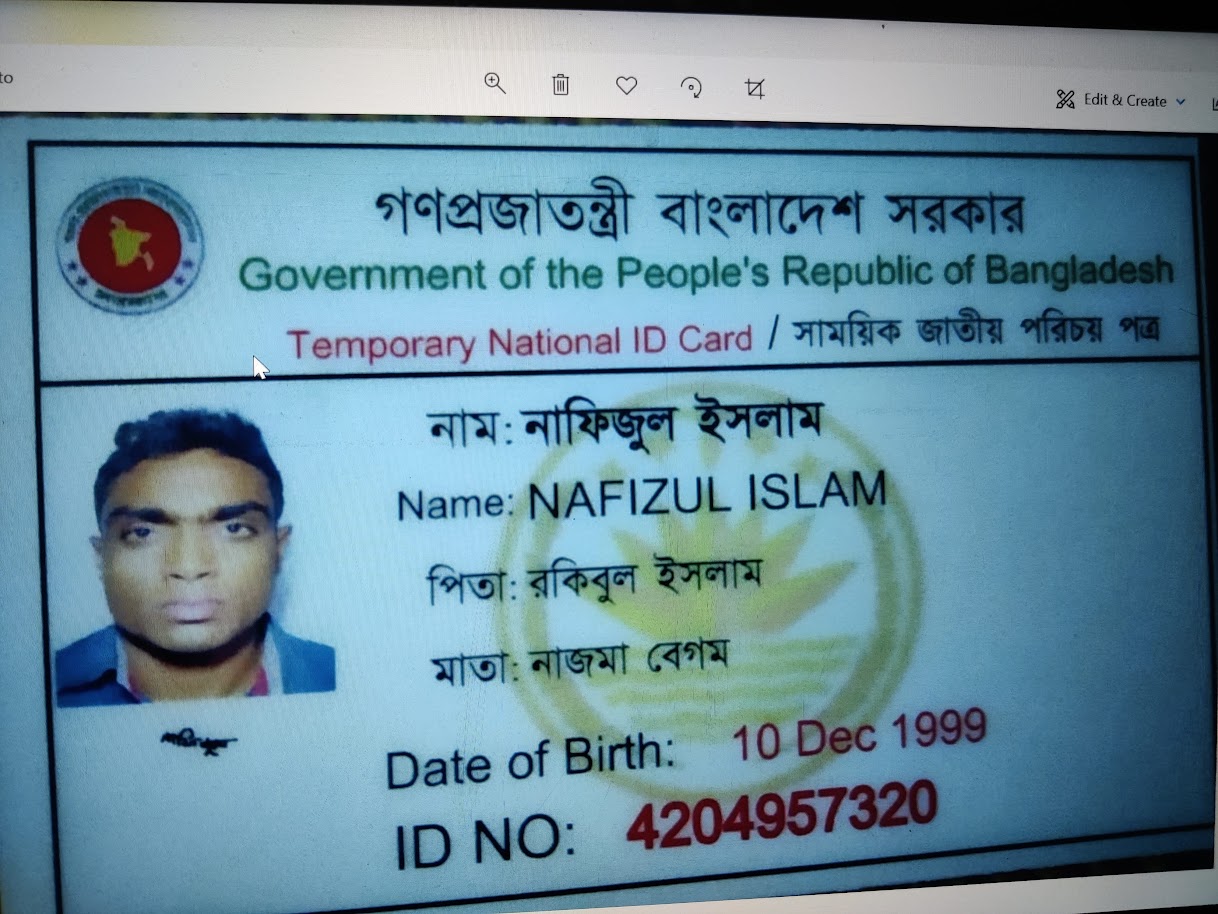 to
Edit & Create
গণপ্রজাতন্ত্রী বাংলাদেশ সরকার
Government of the People's Republic of Bangladesh
Temporary National ID Card / সাময়িক জাতীয় পরিচয় পত্র
নাম: নাফিজুল ইসলাম
Name: NAFIZUL ISLAM
পিতা: রকিবুল ইসলাম
মাতা: নাজমা বেগম
Date of Birth: 10 Dec 1999
ID NO: 4204957320